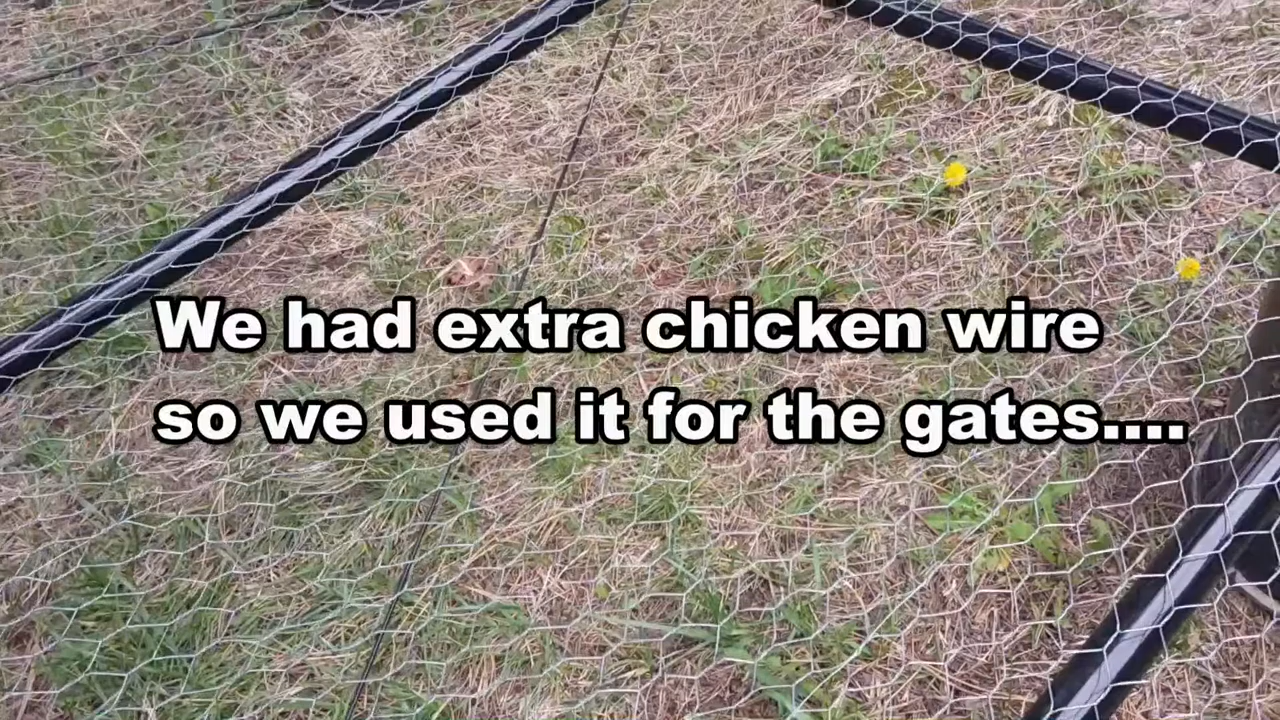 We had extra chicken wire
so we used it for the gates....